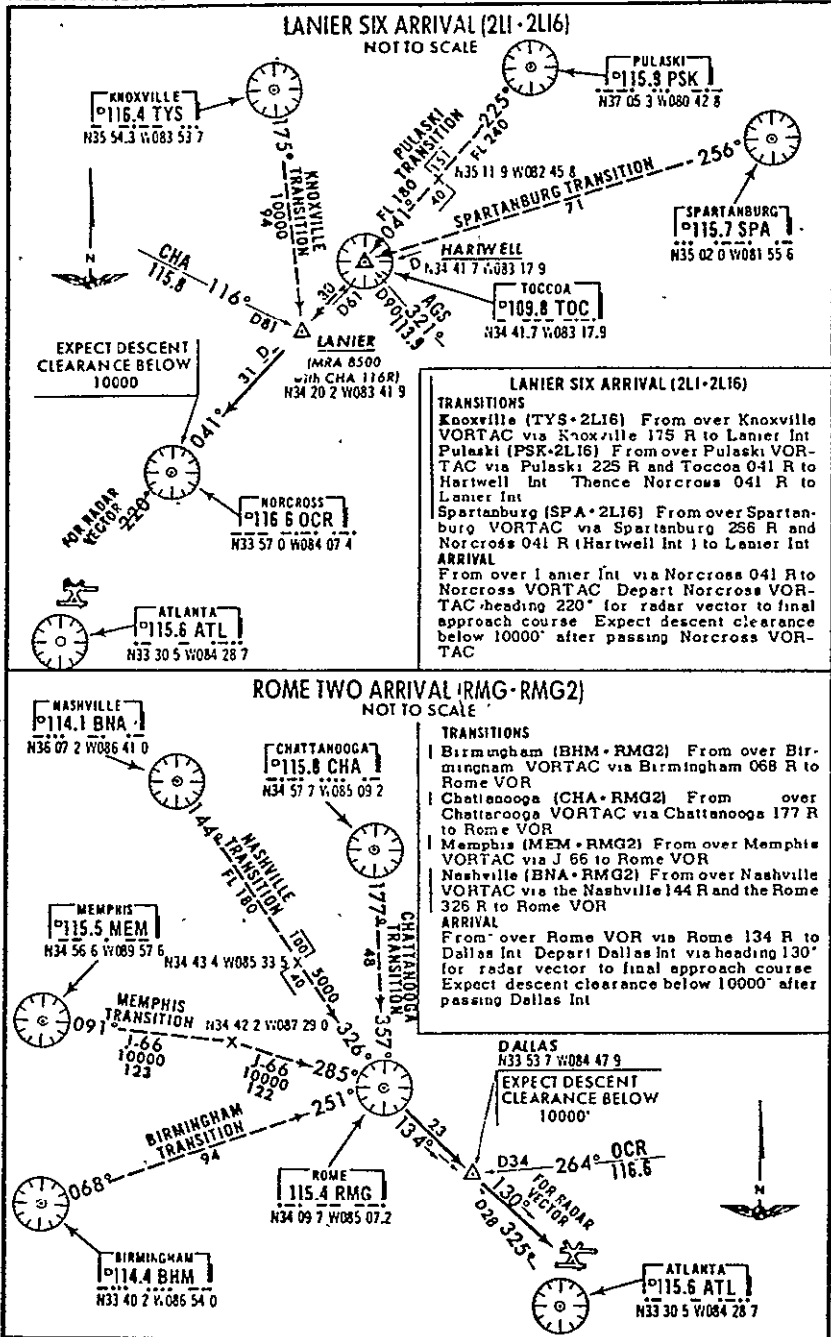 LANIER SIX ARRIVAL (2LI·2LI6)
NOT TO SCALE
KNOXVILLE
D 116.4 TYS
N35 54.3 W083 53 7
PULASKI
D 115.8 PSK
N37 05 3 W080 42 8
SPARTANBURG
D 115.7 SPA
N35 02 0 W081 55 6
175°
KNOXVILLE
TRANSITION
10000
94
225°
FL 240
PULASKI
TRANSITION
FL 180
151
40
041°
N35 11 9 W082 45 8
256°
SPARTANBURG TRANSITION
71
HARTWELL
D N34 41 7 W083 17 9
TOCCOA
D 109.8 TOC
N34 41.7 W083 17.9
CHA
115.8
116°
D81
30
D61
D90
AGS
321°
113.9
N
LANIER
(MRA 8500
with CHA 116R)
N34 20 2 W083 41 9
EXPECT DESCENT
CLEARANCE BELOW
10000
31 D
041°
NORCROSS
D 116 6 OCR
N33 57 0 W084 07 4
FOR RADAR
VECTOR
220°
ATLANTA
D 115.6 ATL
N33 30 5 W084 28 7
LANIER SIX ARRIVAL (2LI·2LI6)
TRANSITIONS
Knoxville (TYS·2LI6) From over Knoxville
VORTAC via Knoxville 175 R to Lanier Int
Pulaski (PSK·2LI6) From over Pulaski VOR-
TAC via Pulaski 225 R and Toccoa 041 R to
Hartwell Int Thence Norcross 041 R to
Lanier Int
Spartanburg (SPA·2LI6) From over Spartan-
burg VORTAC via Spartanburg 256 R and
Norcross 041 R (Hartwell Int ) to Lanier Int
ARRIVAL
From over Lanier Int via Norcross 041 R to
Norcross VORTAC Depart Norcross VOR-
TAC heading 220° for radar vector to final
approach course Expect descent clearance
below 10000' after passing Norcross VOR-
TAC
ROME TWO ARRIVAL (RMG·RMG2)
NOT TO SCALE
NASHVILLE
D 114.1 BNA
N36 07 2 W086 41 0
CHATTANOOGA
D 115.8 CHA
N34 57 7 W085 09 2
TRANSITIONS
Birmingham (BHM·RMG2) From over Bir-
mingham VORTAC via Birmingham 068 R to
Rome VOR
Chattanooga (CHA·RMG2) From over
Chattanooga VORTAC via Chattanooga 177 R
to Rome VOR
Memphis (MEM·RMG2) From over Memphis
VORTAC via J 66 to Rome VOR
Nashville (BNA·RMG2) From over Nashville
VORTAC via the Nashville 144 R and the Rome
326 R to Rome VOR
ARRIVAL
From over Rome VOR via Rome 134 R to
Dallas Int Depart Dallas Int via heading 130°
for radar vector to final approach course
Expect descent clearance below 10000' after
passing Dallas Int
144°
NASHVILLE
TRANSITION
FL 180
100
40
5000
326°
N34 43 4 W085 33 5
177°
CHATTANOOGA
TRANSITION
48
357°
MEMPHIS
D 115.5 MEM
N34 56 6 W089 57 6
091°
MEMPHIS
TRANSITION
J-66
10000
123
N34 42 2 W087 29 0
J-66
10000
122
285°
251°
BIRMINGHAM
TRANSITION
94
068°
BIRMINGHAM
D 114.4 BHM
N33 40 2 W086 54 0
ROME
115.4 RMG
N34 09 7 W085 07.2
23
134°
DALLAS
N33 53 7 W084 47 9
EXPECT DESCENT
CLEARANCE BELOW
10000'
D34
264° OCR
116.6
130°
FOR RADAR
VECTOR
D28
325°
N
ATLANTA
D 115.6 ATL
N33 30 5 W084 28 7